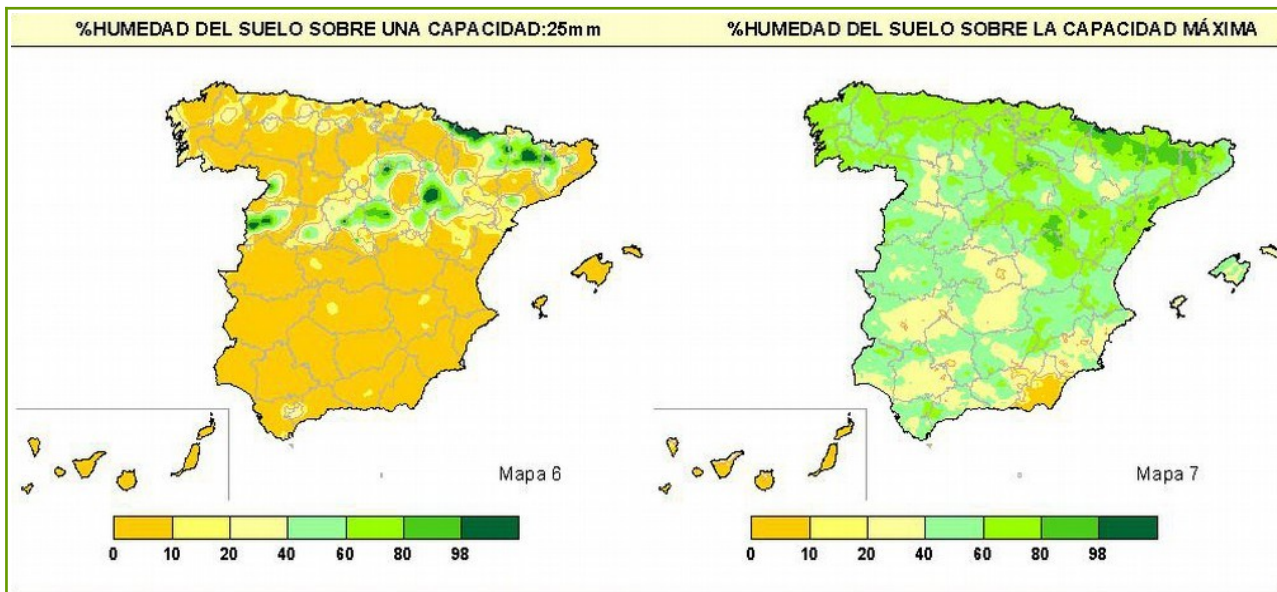 %HUMEDAD DEL SUELO SOBRE UNA CAPACIDAD:25mm
%HUMEDAD DEL SUELO SOBRE LA CAPACIDAD MÁXIMA
Mapa 6
Mapa 7
0 10 20 40 60 80 98
0 10 20 40 60 80 98